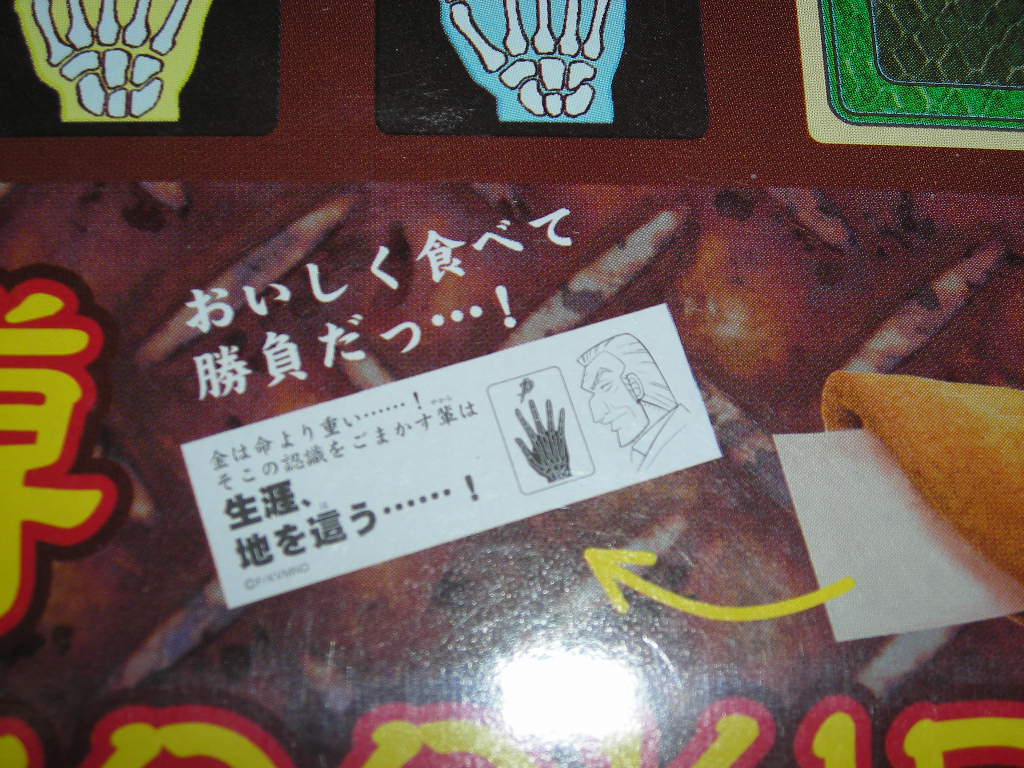 おいしく食べて
勝負だっ…！
金は命より重い……！
そこの認識をごまかす輩は
生涯、
地を這う……！